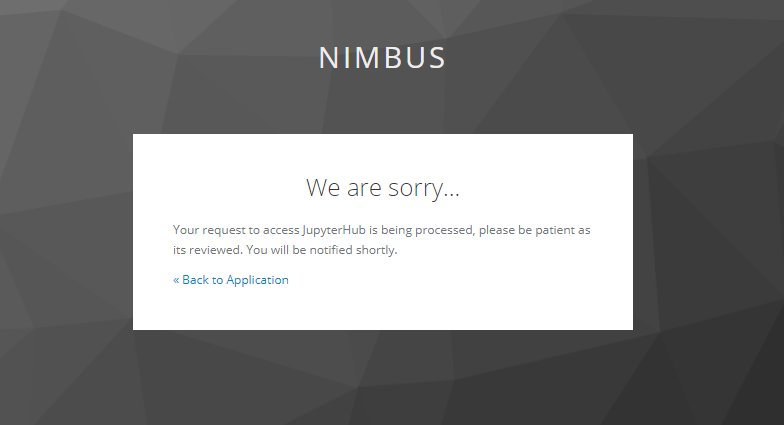 NIMBUS
We are sorry...
Your request to access JupyterHub is being processed, please be patient as
its reviewed. You will be notified shortly.
« Back to Application